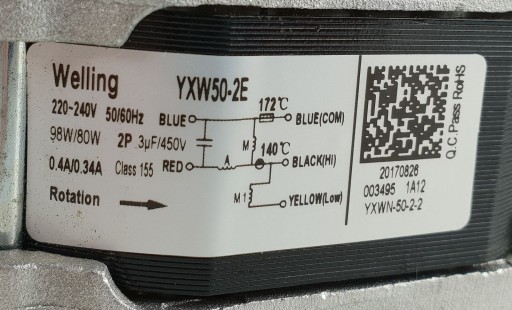 Welling YXW50-2E
220~240V 50/60Hz
98W/80W 2P 3μF/450V
0.4A/0.34A Class 155
Rotation
BLUE 172℃ BLUE(COM)
M
RED A 140℃ BLACK(HI)
M1 YELLOW(Low)
Q.C.Pass RoHS
20170826
003495 1A12
YXWN-50-2-2